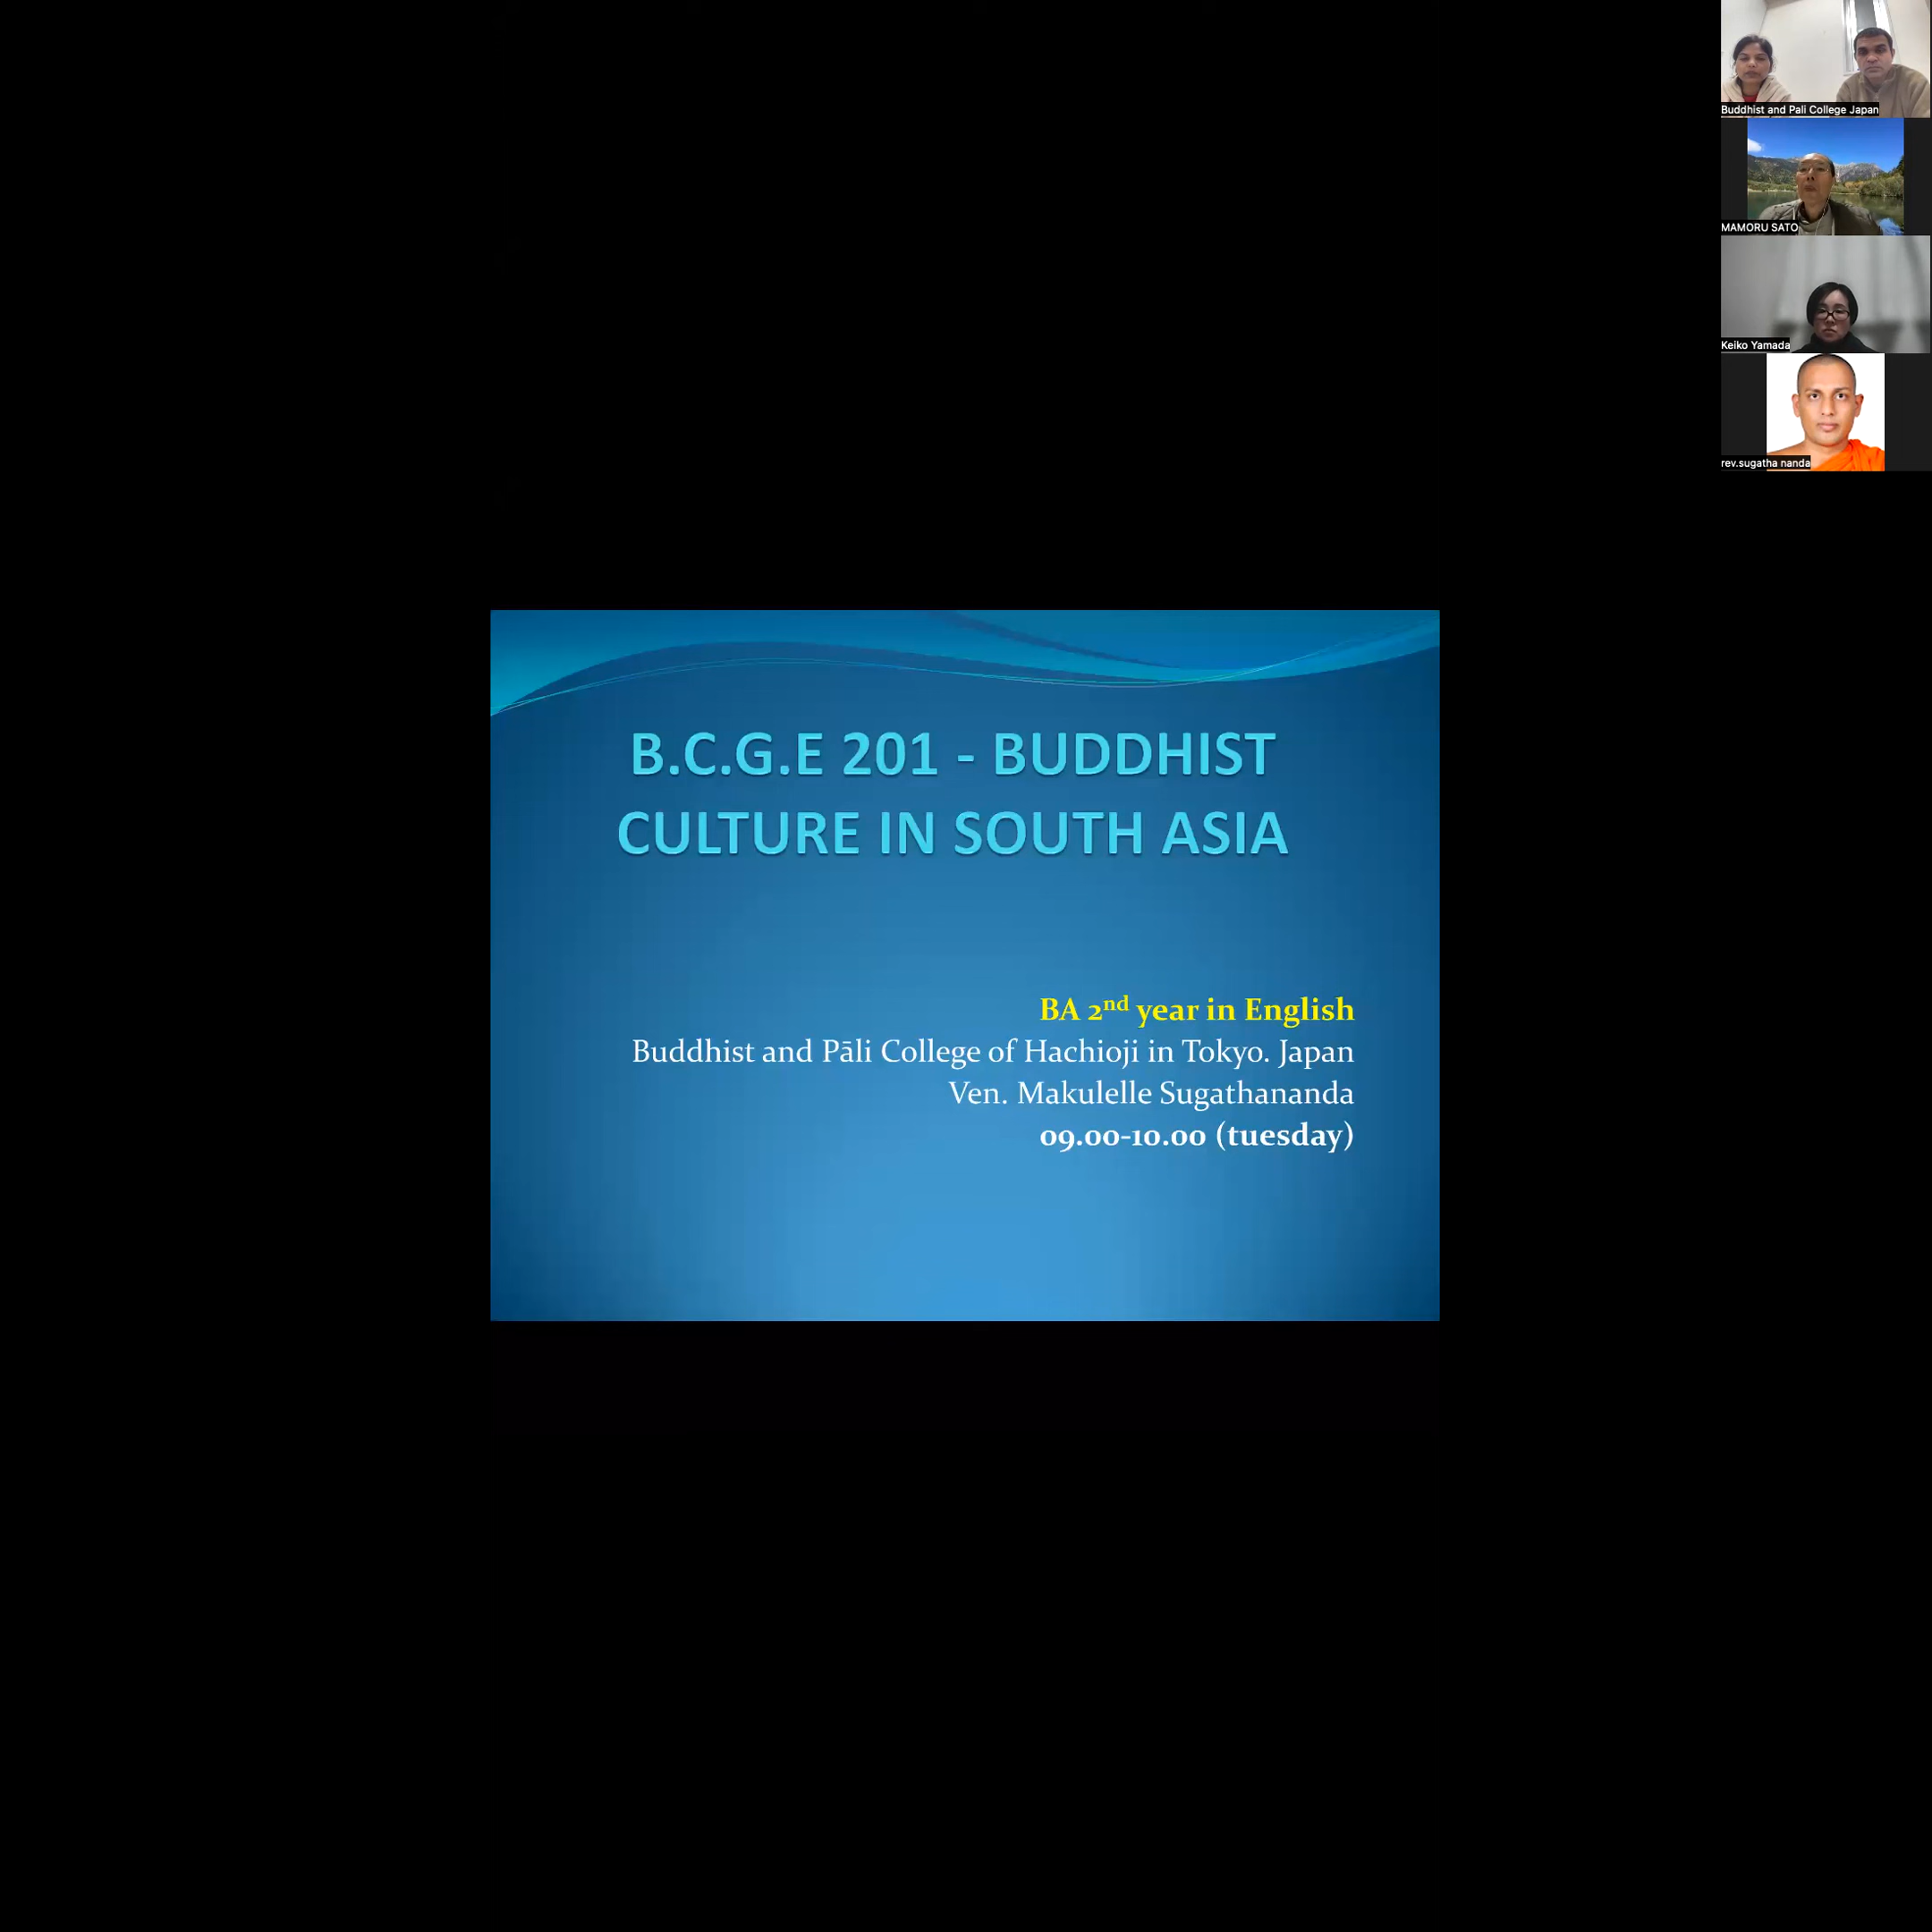 Buddhist and Pali College Japan
MAMORU SATO
Keiko Yamada
rev.sugatha nanda
B.C.G.E 201 - BUDDHIST
CULTURE IN SOUTH ASIA
BA 2nd year in English
Buddhist and Pāli College of Hachioji in Tokyo. Japan
Ven. Makulelle Sugathananda
09.00-10.00 (tuesday)